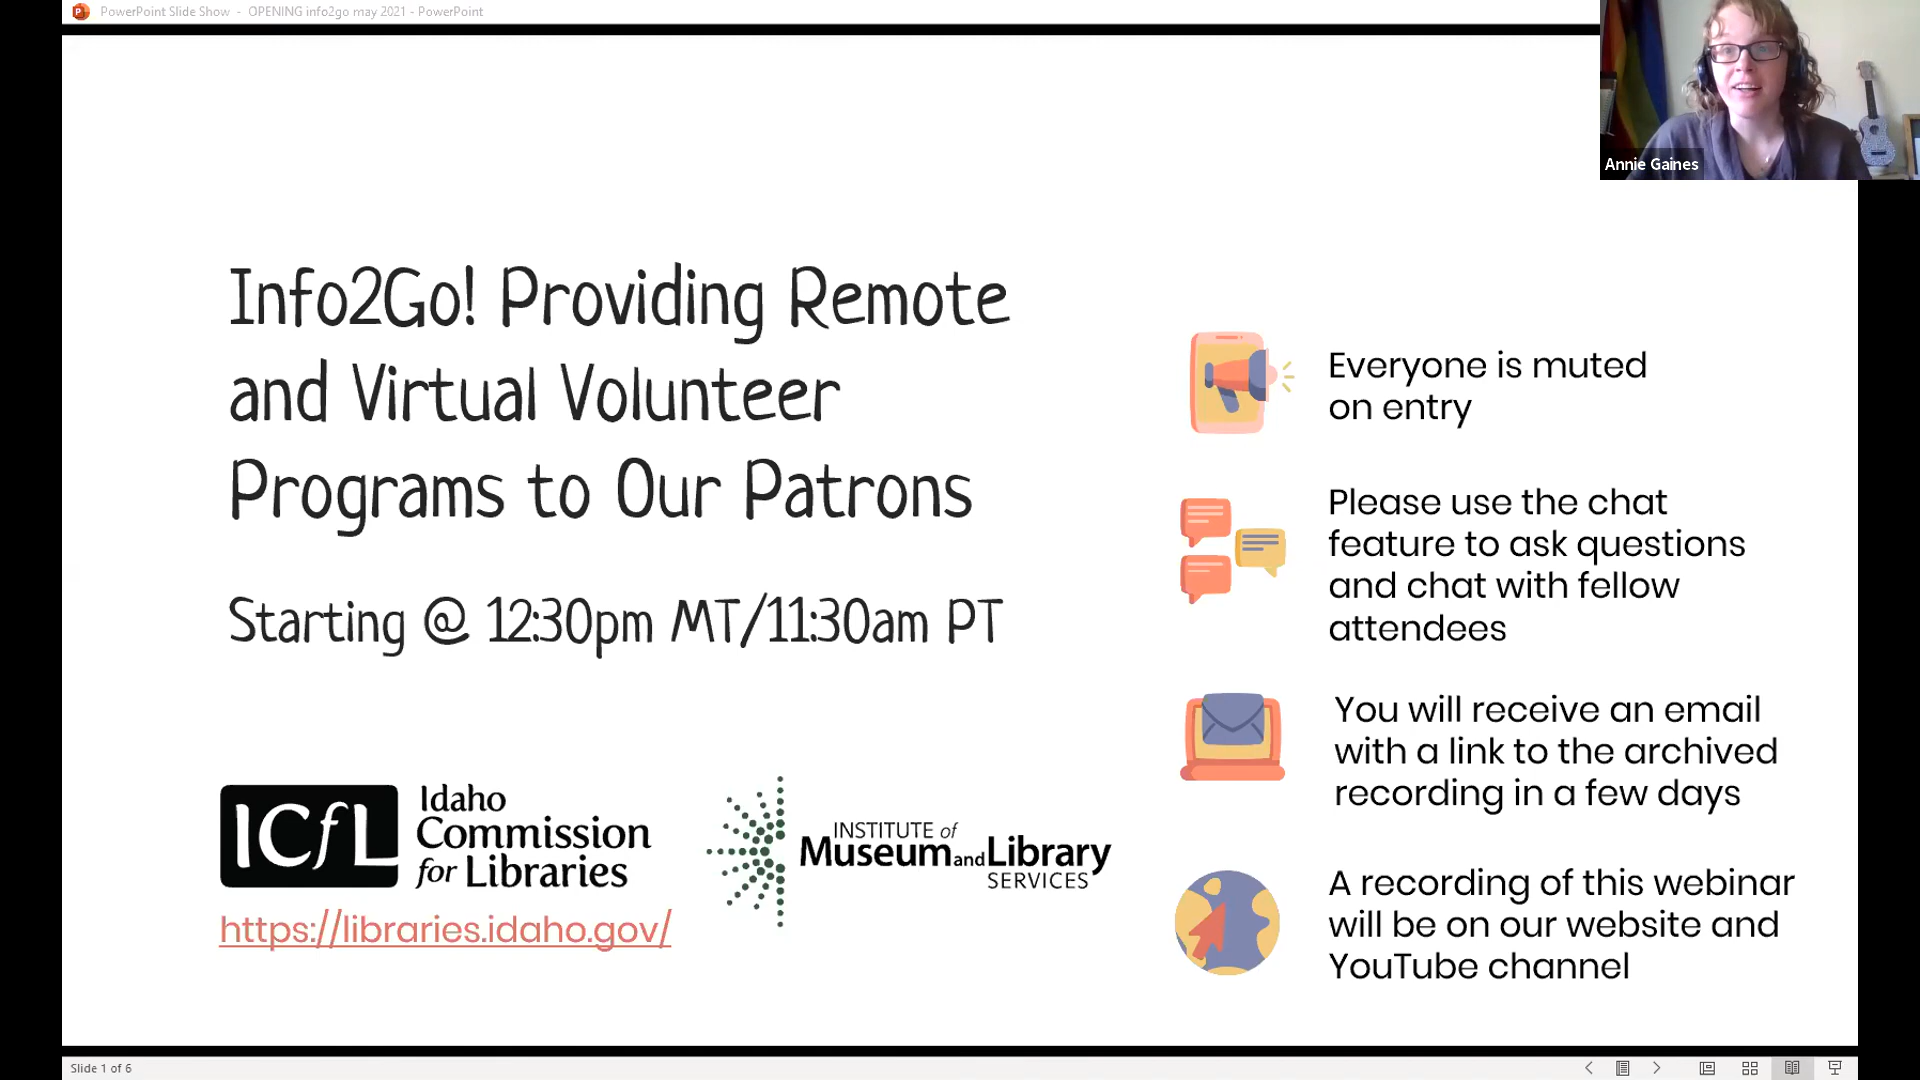 PowerPoint Slide Show - OPENING info2go may 2021 - PowerPoint
Annie Gaines
Info2Go! Providing Remote
and Virtual Volunteer
Programs to Our Patrons
Starting @ 12:30pm MT/11:30am PT
ICfL
Idaho
Commission
for Libraries
https://libraries.idaho.gov/
INSTITUTE of
Museum and Library
SERVICES
Everyone is muted
on entry
Please use the chat
feature to ask questions
and chat with fellow
attendees
You will receive an email
with a link to the archived
recording in a few days
A recording of this webinar
will be on our website and
YouTube channel
Slide 1 of 6